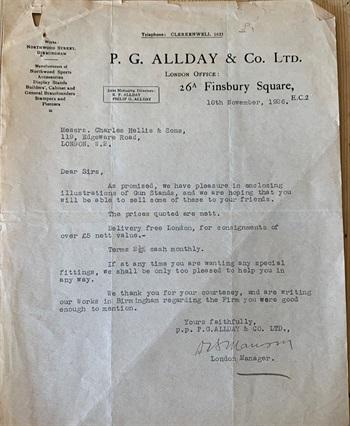 Telephone: CLERKENWELL 1631
Works:
NORTHWOOD STREET,
BIRMINGHAM
Manufacturers of
Northwood Sports
Accessories
Display Stands
Builders', Cabinet and
General Brassfounders
Stampers and
Piercers
P. G. ALLDAY & Co. LTD.
LONDON OFFICE:
26A Finsbury Square,
E.C.2
Joint Managing Directors:
E. P. ALLDAY
PHILIP G. ALLDAY
10th November, 1926.
Messrs. Charles Hellis & Sons,
119, Edgeware Road,
LONDON. W.2.
Dear Sirs,
As promised, we have pleasure in enclosing
illustrations of Gun Stands, and we are hoping that you
will be able to sell some of these to your friends.
The prices quoted are nett.
Delivery free London, for consignments of
over £5 nett value.-
Terms 2½% cash monthly.
If at any time you are wanting any special
fittings, we shall be only too pleased to help you in
any way.
We thank you for your courtesey, and are writing
our Works in Birmingham regarding the Firm you were good
enough to mention.
Yours faithfully,
p.p. P.G.ALLDAY & CO. LTD.,
London Manager.